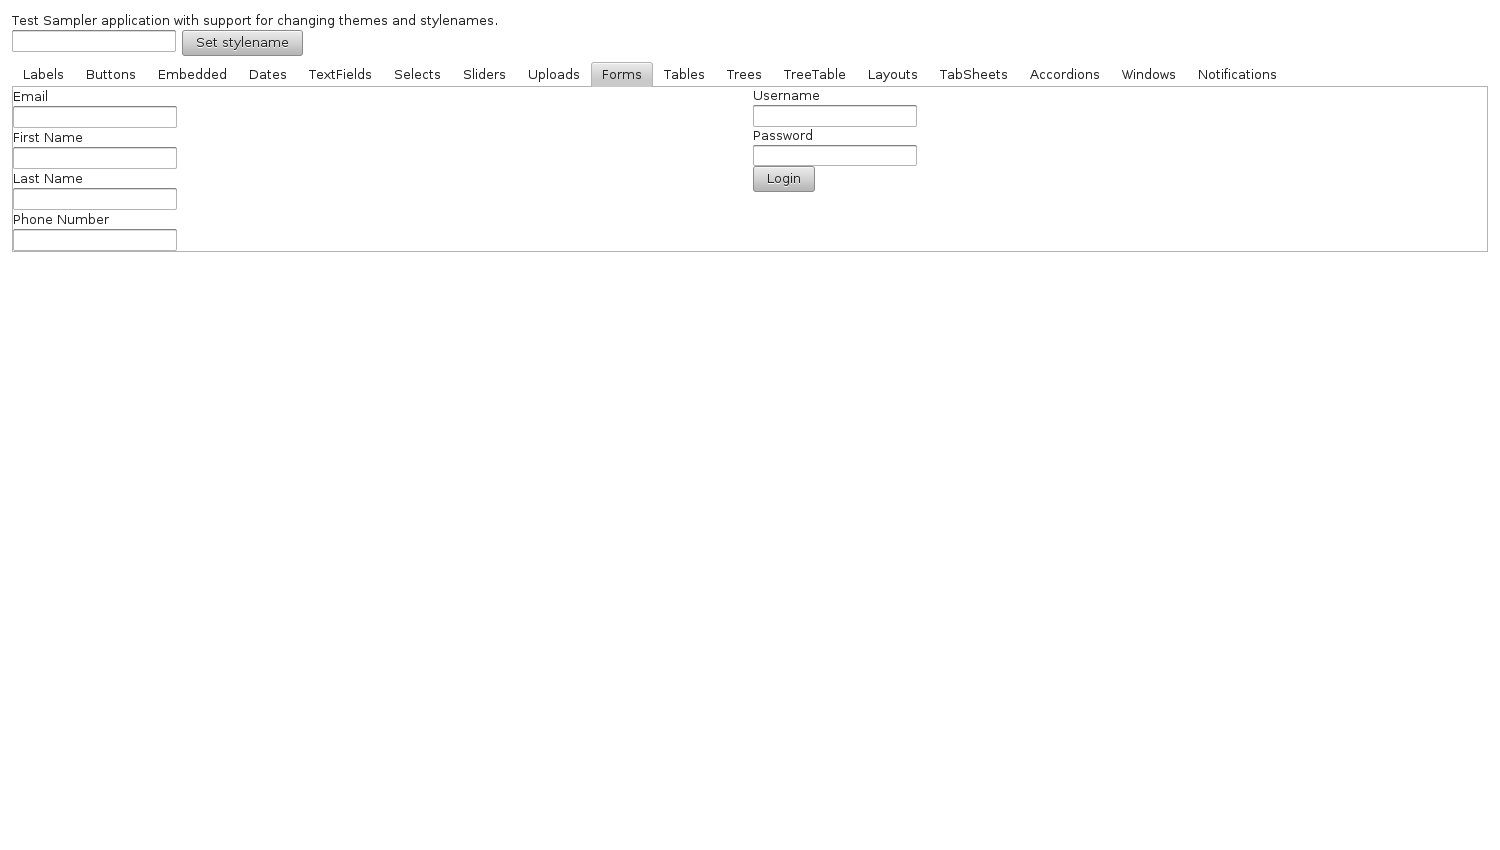 Test Sampler application with support for changing themes and stylenames.
Set stylename
Labels Buttons Embedded Dates TextFields Selects Sliders Uploads Forms Tables Trees TreeTable Layouts TabSheets Accordions Windows Notifications
Email
First Name
Last Name
Phone Number
Username
Password
Login